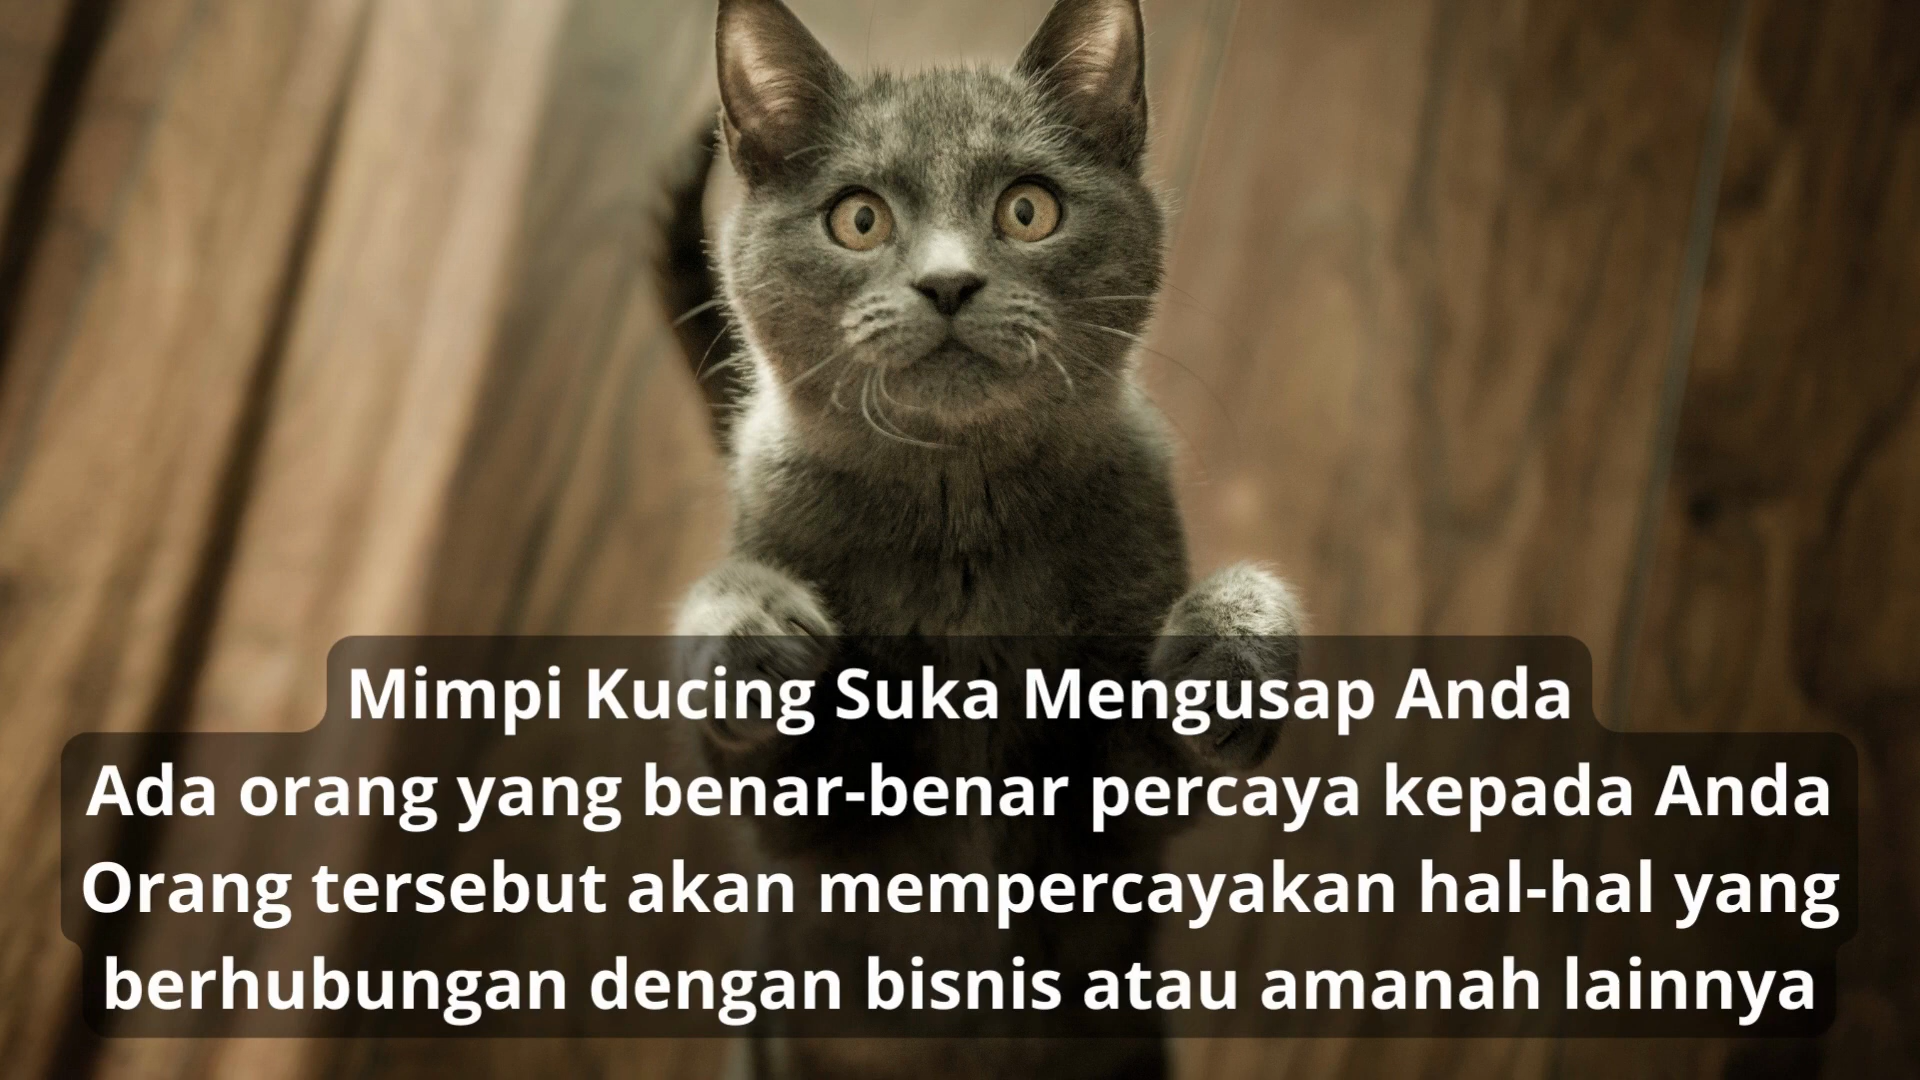 Mimpi Kucing Suka Mengusap Anda
Ada orang yang benar-benar percaya kepada Anda
Orang tersebut akan mempercayakan hal-hal yang
berhubungan dengan bisnis atau amanah lainnya